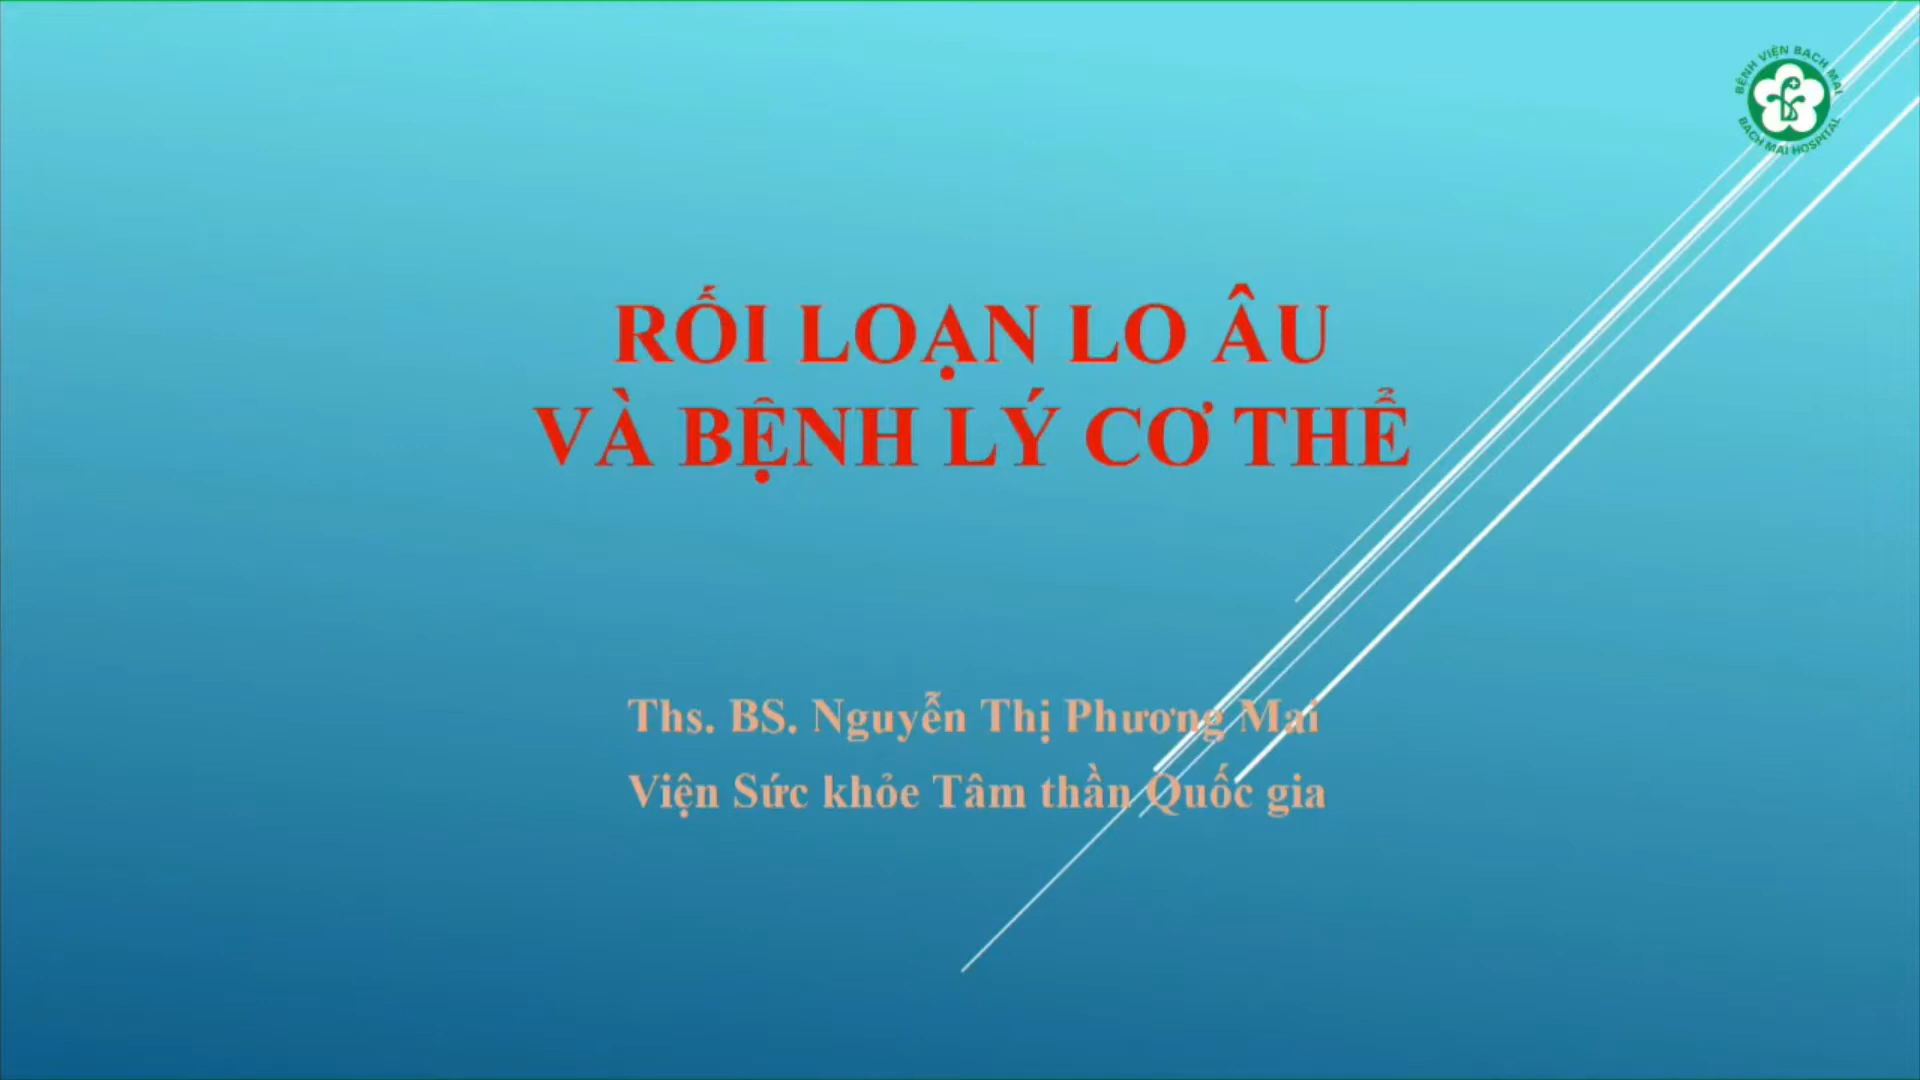 BỆNH VIỆN BẠCH MAI
BACH MAI HOSPITAL
RỐI LOẠN LO ÂU
VÀ BỆNH LÝ CƠ THỂ
Ths. BS. Nguyễn Thị Phương Mai
Viện Sức khỏe Tâm thần Quốc gia